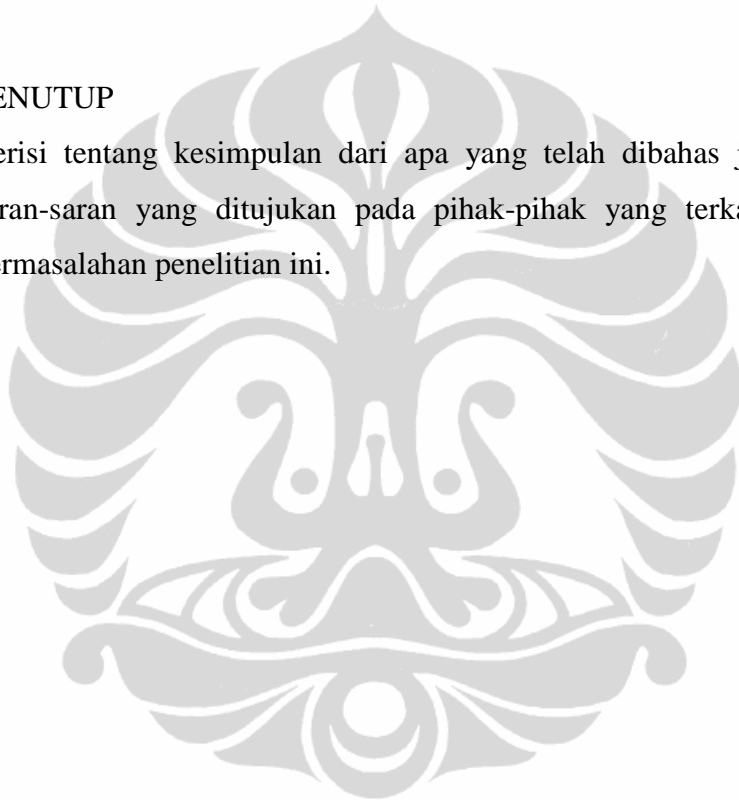 ENUTUP
erisi tentang kesimpulan dari apa yang telah dibahas j
ran-saran yang ditujukan pada pihak-pihak yang terka
ermasalahan penelitian ini.